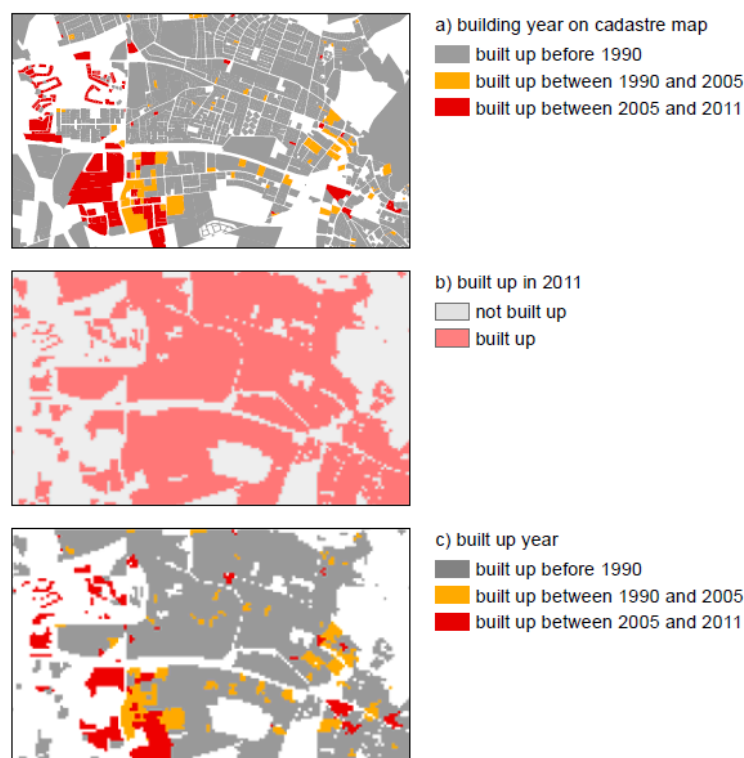 a) building year on cadastre map
built up before 1990
built up between 1990 and 2005
built up between 2005 and 2011
b) built up in 2011
not built up
built up
c) built up year
built up before 1990
built up between 1990 and 2005
built up between 2005 and 2011